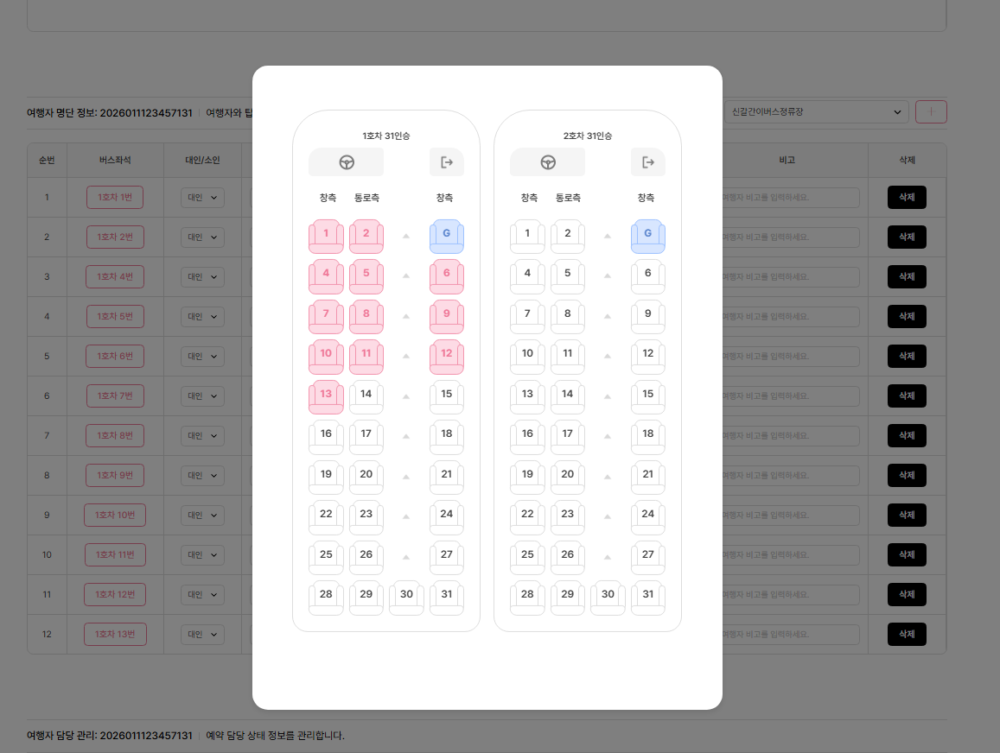 여행자 명단 정보: 2026011123457131 여행자와 탑
신갈간이버스정류장
순번 버스좌석 대인/소인 비고 삭제
1 1호차 1번 대인 여행자 비고를 입력하세요. 삭제
2 1호차 2번 대인 여행자 비고를 입력하세요. 삭제
3 1호차 4번 대인 여행자 비고를 입력하세요. 삭제
4 1호차 5번 대인 여행자 비고를 입력하세요. 삭제
5 1호차 6번 대인 여행자 비고를 입력하세요. 삭제
6 1호차 7번 대인 여행자 비고를 입력하세요. 삭제
7 1호차 8번 대인 여행자 비고를 입력하세요. 삭제
8 1호차 9번 대인 여행자 비고를 입력하세요. 삭제
9 1호차 10번 대인 여행자 비고를 입력하세요. 삭제
10 1호차 11번 대인 여행자 비고를 입력하세요. 삭제
11 1호차 12번 대인 여행자 비고를 입력하세요. 삭제
12 1호차 13번 대인 여행자 비고를 입력하세요. 삭제
1호차 31인승
창측 통로측 창측
1 2 G
4 5 6
7 8 9
10 11 12
13 14 15
16 17 18
19 20 21
22 23 24
25 26 27
28 29 30 31
2호차 31인승
창측 통로측 창측
1 2 G
4 5 6
7 8 9
10 11 12
13 14 15
16 17 18
19 20 21
22 23 24
25 26 27
28 29 30 31
여행자 담당 관리: 2026011123457131 예약 담당 상태 정보를 관리합니다.